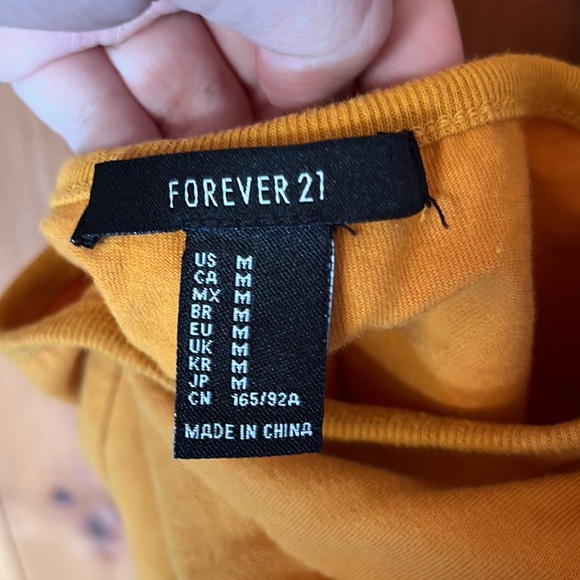 FOREVER 21
US M
CA M
MX M
BR M
EU M
UK M
KR M
JP M
CN 165/92A
MADE IN CHINA